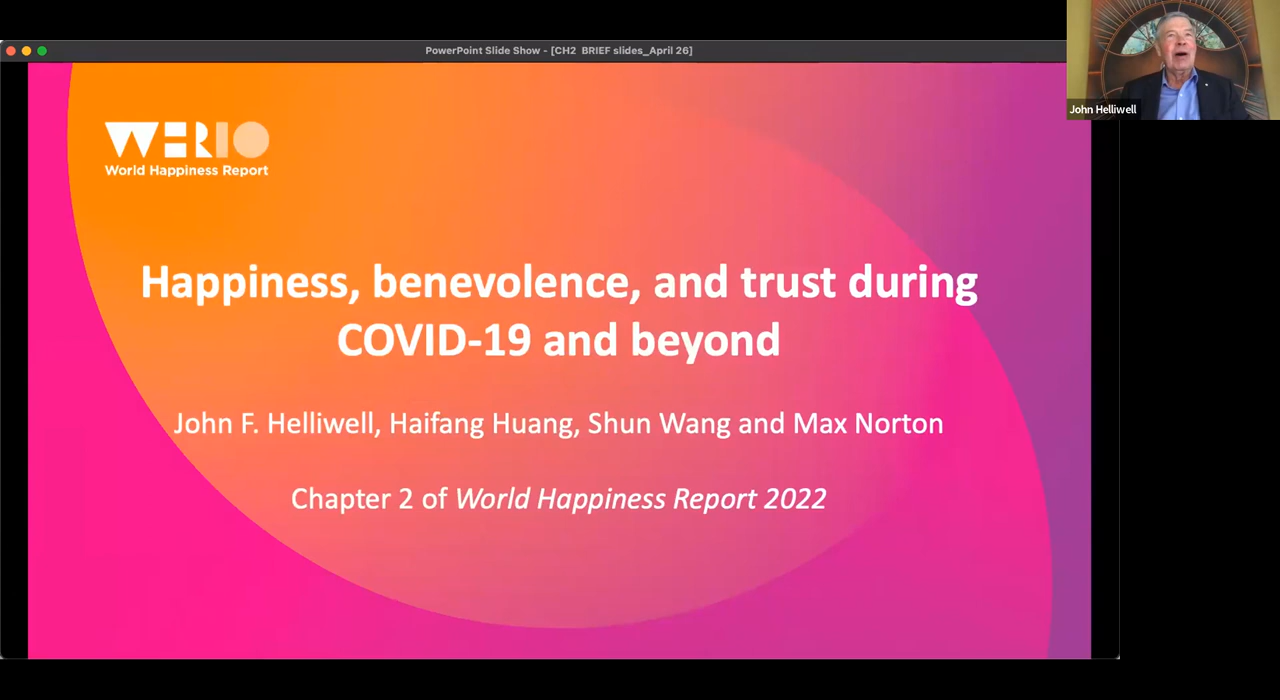 PowerPoint Slide Show - [CH2  BRIEF slides_April 26]
John Helliwell
WHR10
World Happiness Report
Happiness, benevolence, and trust during
COVID-19 and beyond
John F. Helliwell, Haifang Huang, Shun Wang and Max Norton
Chapter 2 of World Happiness Report 2022